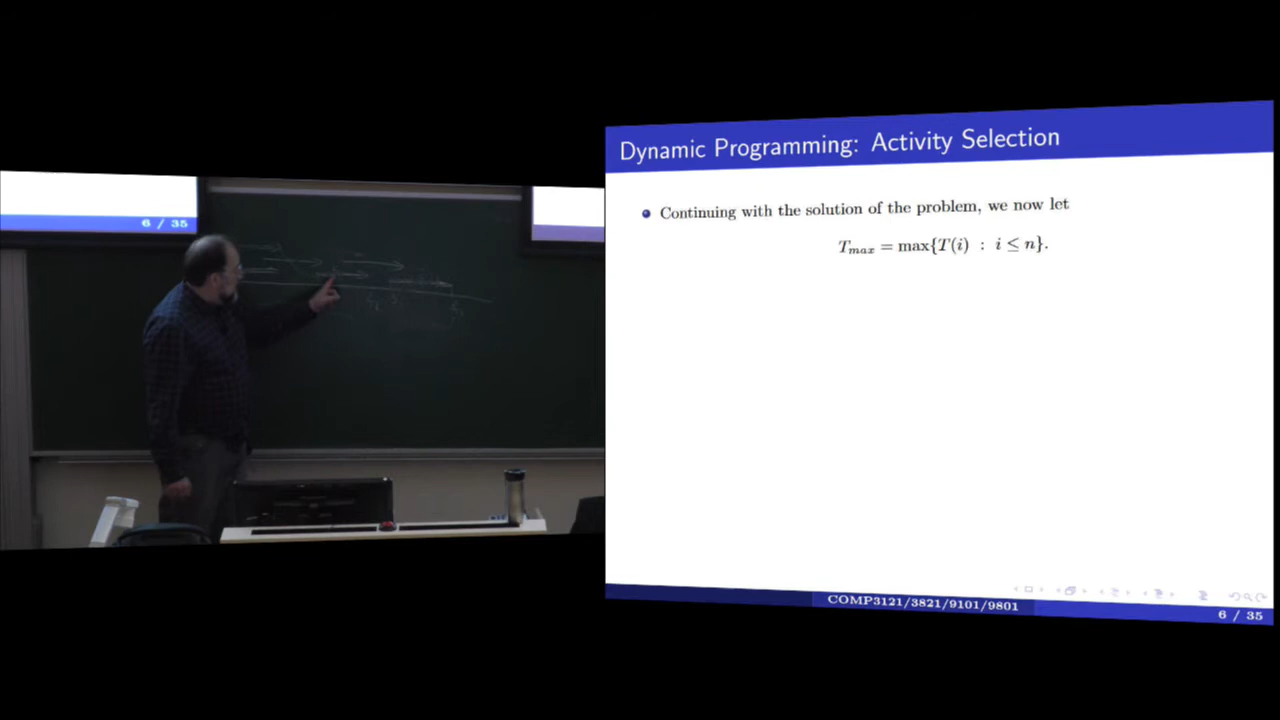 6 / 35
Dynamic Programming: Activity Selection
Continuing with the solution of the problem, we now let
T_max = max{T(i) : i ≤ n}.
COMP3121/3821/9101/9801
6 / 35